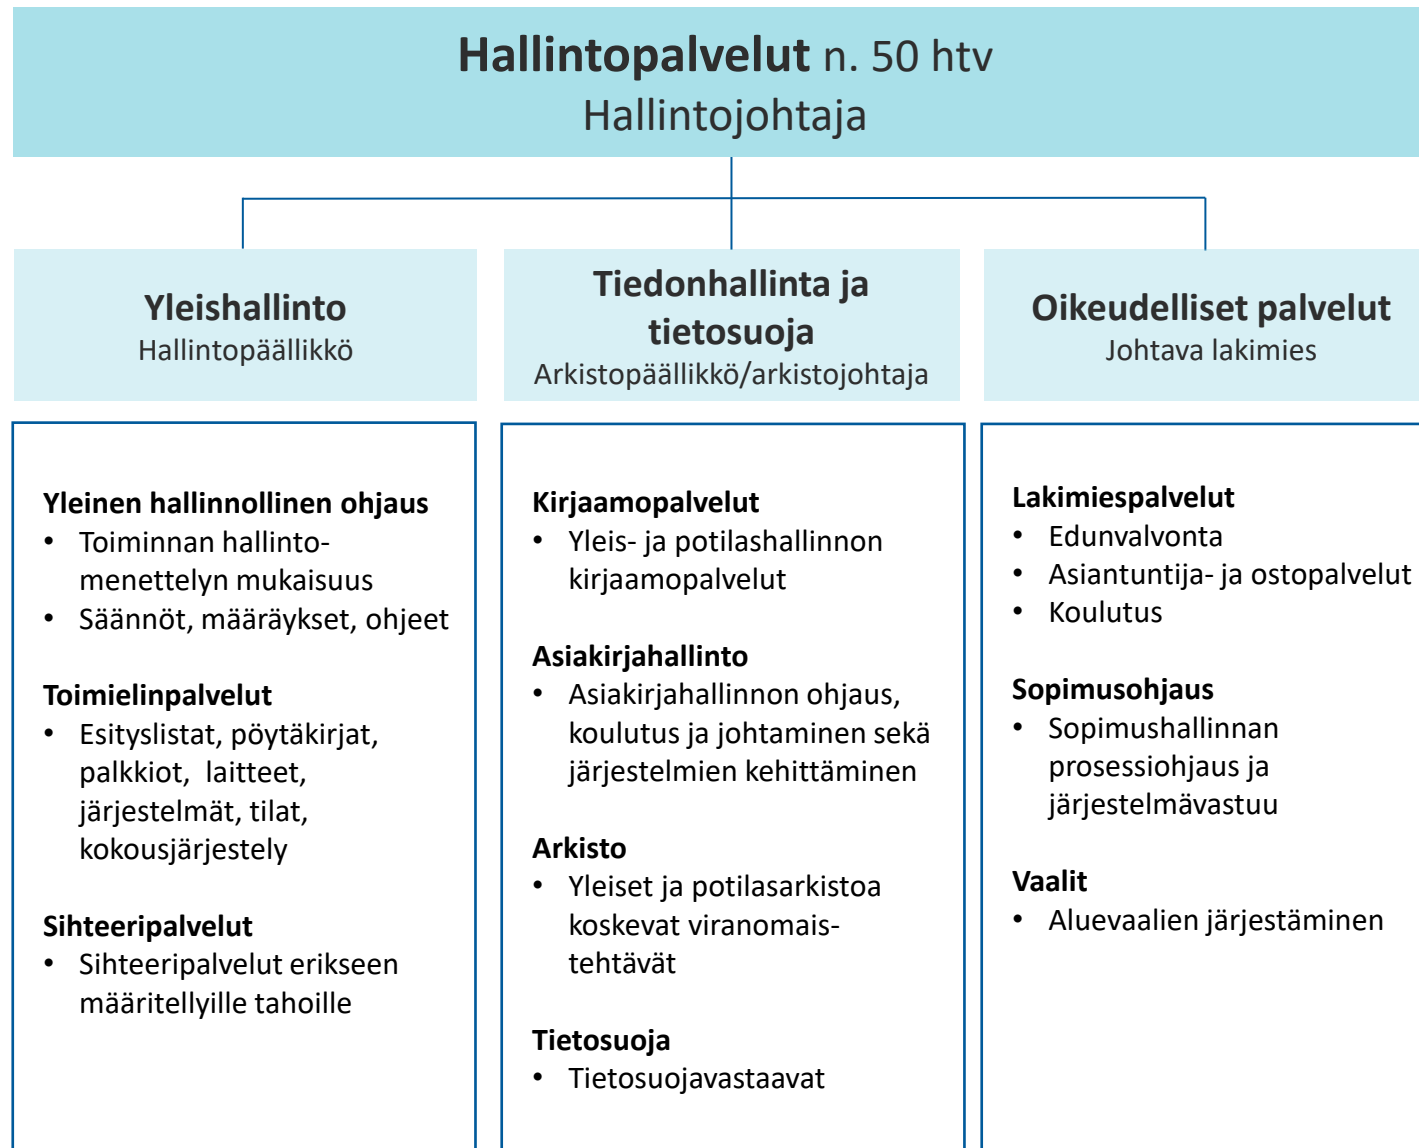 Hallintopalvelut n. 50 htv
Hallintojohtaja
Yleishallinto
Hallintopäällikkö
Tiedonhallinta ja
tietosuoja
Arkistopäällikkö/arkistojohtaja
Oikeudelliset palvelut
Johtava lakimies
Yleinen hallinnollinen ohjaus
• Toiminnan hallinto-
menettelyn mukaisuus
• Säännöt, määräykset, ohjeet
Toimielinpalvelut
• Esityslistat, pöytäkirjat,
palkkiot, laitteet,
järjestelmät, tilat,
kokousjärjestely
Sihteeripalvelut
• Sihteeripalvelut erikseen
määritellyille tahoille
Kirjaamopalvelut
• Yleis- ja potilashallinnon
kirjaamopalvelut
Asiakirjahallinto
• Asiakirjahallinnon ohjaus,
koulutus ja johtaminen sekä
järjestelmien kehittäminen
Arkisto
• Yleiset ja potilasarkistoa
koskevat viranomais-
tehtävät
Tietosuoja
• Tietosuojavastaavat
Lakimiespalvelut
• Edunvalvonta
• Asiantuntija- ja ostopalvelut
• Koulutus
Sopimusohjaus
• Sopimushallinnan
prosessiohjaus ja
järjestelmävastuu
Vaalit
• Aluevaalien järjestäminen